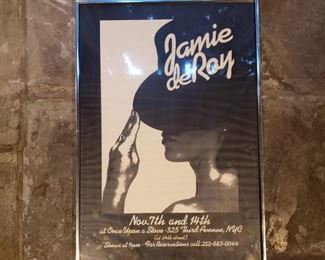 Jamie
deRoy
Nov. 7th and 14th
at Once Upon a Stove · 325 Third Avenue, NYC
(at 24th street)
Shows at 9pm · For Reservations call 212-683-0044